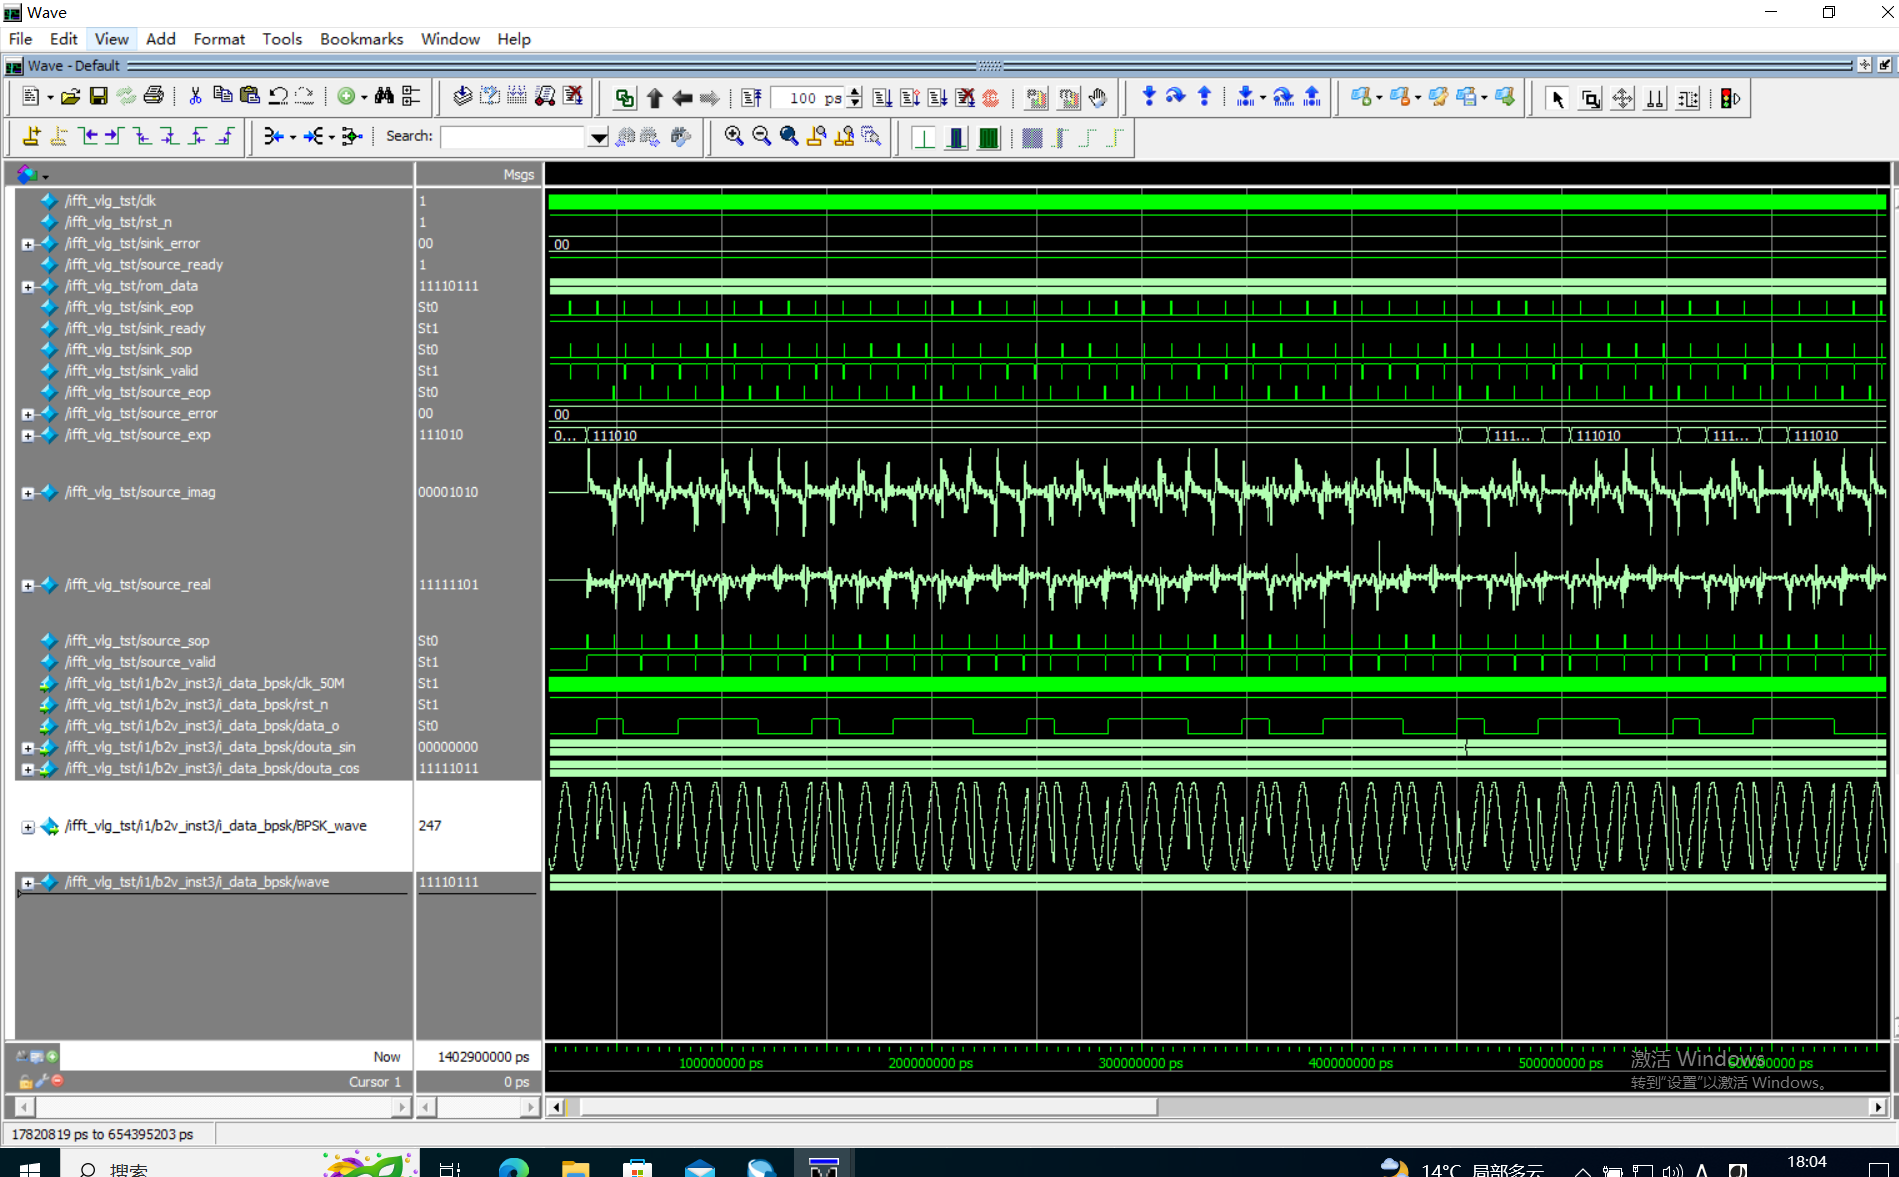 Wave
File Edit View Add Format Tools Bookmarks Window Help
Wave - Default
100 ps
Search:
Msgs
/ifft_vlg_tst/clk 1
/ifft_vlg_tst/rst_n 1
/ifft_vlg_tst/sink_error 00 00
/ifft_vlg_tst/source_ready 1
/ifft_vlg_tst/rom_data 11110111
/ifft_vlg_tst/sink_eop St0
/ifft_vlg_tst/sink_ready St1
/ifft_vlg_tst/sink_sop St0
/ifft_vlg_tst/sink_valid St1
/ifft_vlg_tst/source_eop St0
/ifft_vlg_tst/source_error 00 00
/ifft_vlg_tst/source_exp 111010 0... 111010 111... 111010 111... 111010
/ifft_vlg_tst/source_imag 00001010
/ifft_vlg_tst/source_real 11111101
/ifft_vlg_tst/source_sop St0
/ifft_vlg_tst/source_valid St1
/ifft_vlg_tst/i1/b2v_inst3/i_data_bpsk/clk_50M St1
/ifft_vlg_tst/i1/b2v_inst3/i_data_bpsk/rst_n St1
/ifft_vlg_tst/i1/b2v_inst3/i_data_bpsk/data_o St0
/ifft_vlg_tst/i1/b2v_inst3/i_data_bpsk/douta_sin 00000000
/ifft_vlg_tst/i1/b2v_inst3/i_data_bpsk/douta_cos 11111011
/ifft_vlg_tst/i1/b2v_inst3/i_data_bpsk/BPSK_wave 247
/ifft_vlg_tst/i1/b2v_inst3/i_data_bpsk/wave 11110111
Now 1402900000 ps
100000000 ps 200000000 ps 300000000 ps 400000000 ps 500000000 ps 600000000 ps
激活 Windows
Cursor 1 0 ps
转到"设置"以激活 Windows。
17820819 ps to 654395203 ps
搜索
14°C 局部多云
A
18:04